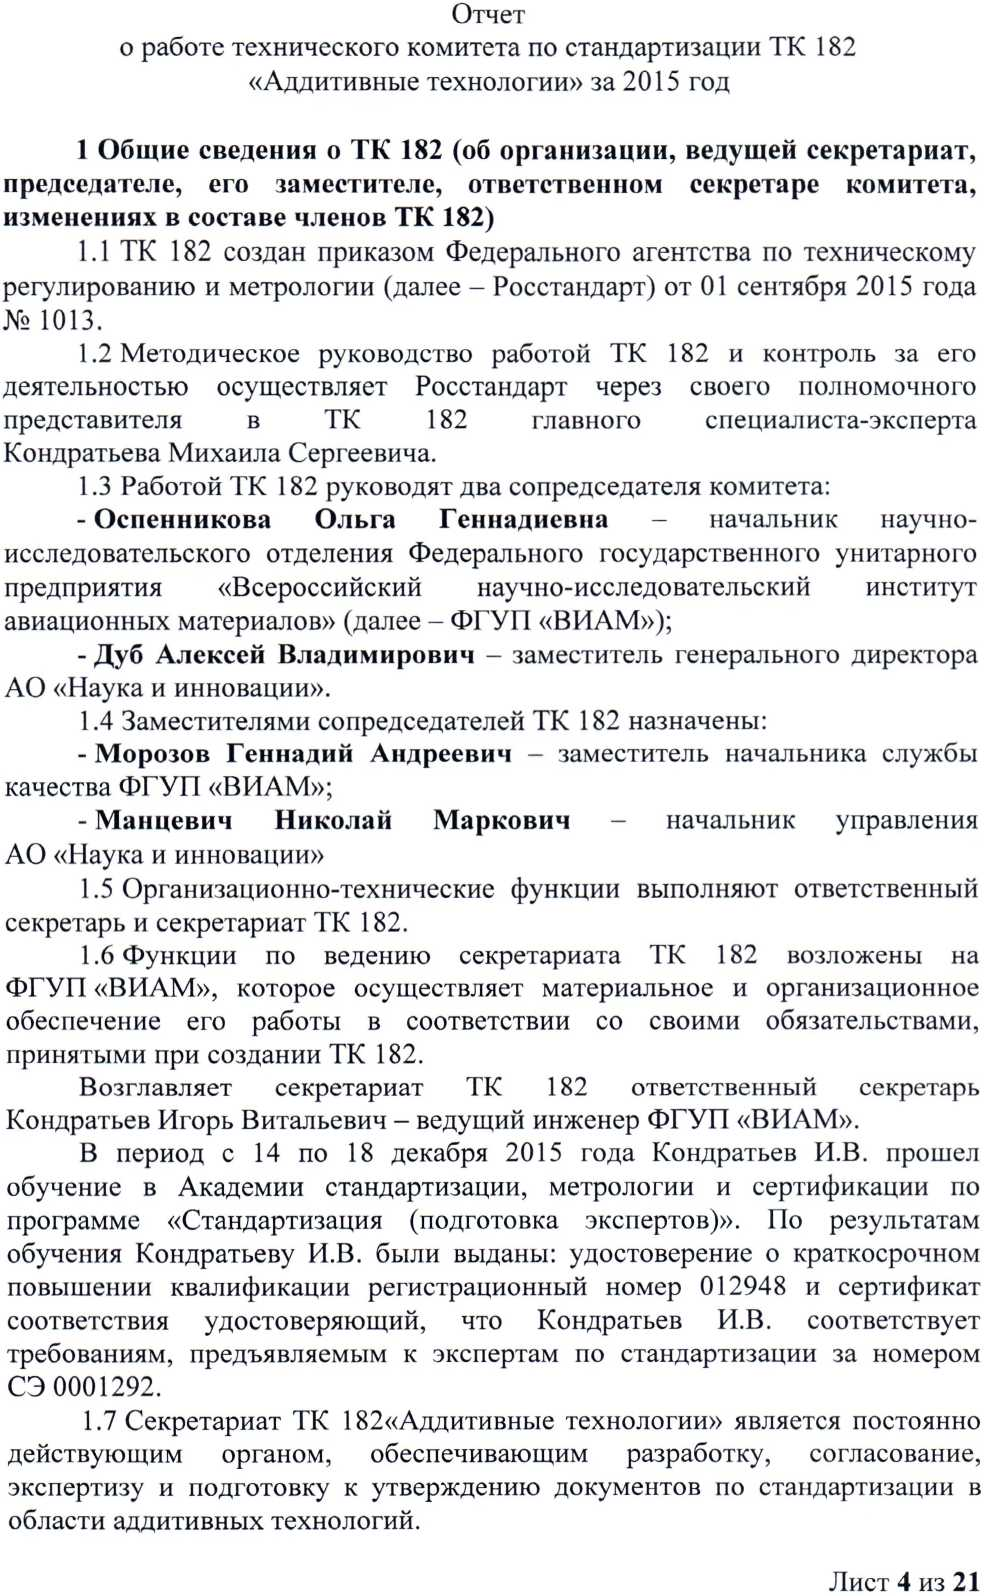 Отчет
о работе технического комитета по стандартизации ТК 182
«Аддитивные технологии» за 2015 год
1 Общие сведения о ТК 182 (об организации, ведущей секретариат,
председателе, его заместителе, ответственном секретаре комитета,
изменениях в составе членов ТК 182)
1.1 ТК 182 создан приказом Федерального агентства по техническому
регулированию и метрологии (далее – Росстандарт) от 01 сентября 2015 года
№ 1013.
1.2 Методическое руководство работой ТК 182 и контроль за его
деятельностью осуществляет Росстандарт через своего полномочного
представителя в ТК 182 главного специалиста-эксперта
Кондратьева Михаила Сергеевича.
1.3 Работой ТК 182 руководят два сопредседателя комитета:
- Оспенникова Ольга Геннадиевна – начальник научно-
исследовательского отделения Федерального государственного унитарного
предприятия «Всероссийский научно-исследовательский институт
авиационных материалов» (далее – ФГУП «ВИАМ»);
- Дуб Алексей Владимирович – заместитель генерального директора
АО «Наука и инновации».
1.4 Заместителями сопредседателей ТК 182 назначены:
- Морозов Геннадий Андреевич – заместитель начальника службы
качества ФГУП «ВИАМ»;
- Манцевич Николай Маркович – начальник управления
АО «Наука и инновации»
1.5 Организационно-технические функции выполняют ответственный
секретарь и секретариат ТК 182.
1.6 Функции по ведению секретариата ТК 182 возложены на
ФГУП «ВИАМ», которое осуществляет материальное и организационное
обеспечение его работы в соответствии со своими обязательствами,
принятыми при создании ТК 182.
Возглавляет секретариат ТК 182 ответственный секретарь
Кондратьев Игорь Витальевич – ведущий инженер ФГУП «ВИАМ».
В период с 14 по 18 декабря 2015 года Кондратьев И.В. прошел
обучение в Академии стандартизации, метрологии и сертификации по
программе «Стандартизация (подготовка экспертов)». По результатам
обучения Кондратьеву И.В. были выданы: удостоверение о краткосрочном
повышении квалификации регистрационный номер 012948 и сертификат
соответствия удостоверяющий, что Кондратьев И.В. соответствует
требованиям, предъявляемым к экспертам по стандартизации за номером
СЭ 0001292.
1.7 Секретариат ТК 182«Аддитивные технологии» является постоянно
действующим органом, обеспечивающим разработку, согласование,
экспертизу и подготовку к утверждению документов по стандартизации в
области аддитивных технологий.
Лист 4 из 21